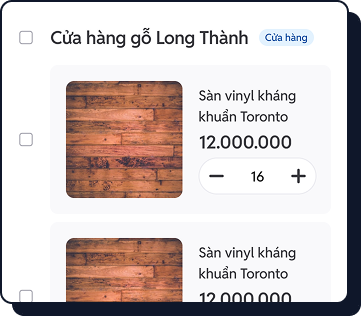 Cửa hàng gỗ Long Thành Cửa hàng
Sàn vinyl kháng
khuẩn Toronto
12.000.000
16
Sàn vinyl kháng
khuẩn Toronto
12.000.000